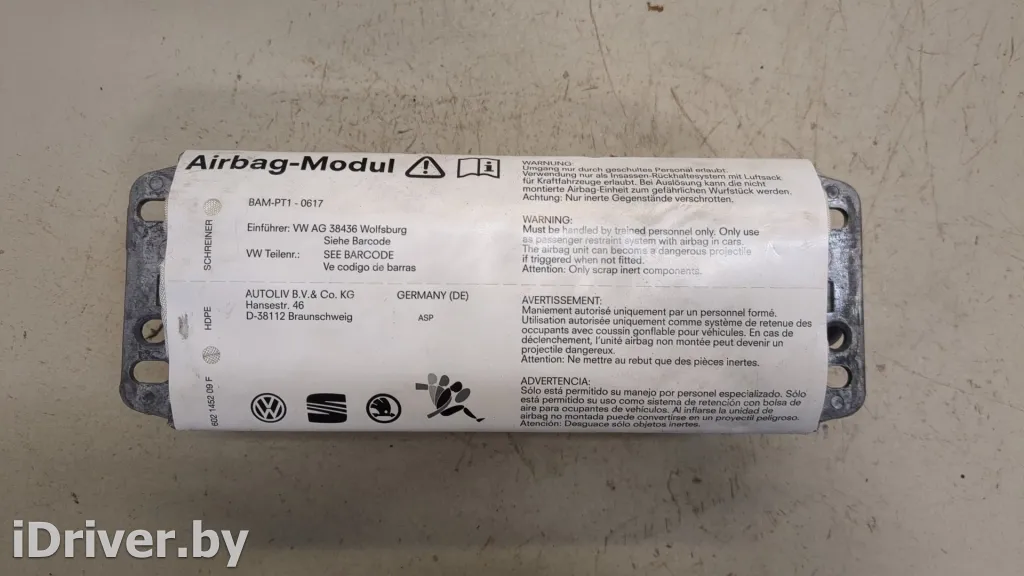 Airbag-Modul
BAM-PT1 - 0617
Einführer: VW AG 38436 Wolfsburg
Siehe Barcode
VW Teilenr.: SEE BARCODE
Ve codigo de barras
AUTOLIV B.V.& Co. KG GERMANY (DE)
Hansestr. 46
D-38112 Braunschweig ASP
SCHREINER
HDPE
602 1452 09 F
WARNUNG:
Umgang nur durch geschultes Personal erlaubt.
Verwendung nur als Insassen-Rückhaltesystem mit Luftsack
für Kraftfahrzeuge erlaubt. Bei Auslösung kann die nicht
montierte Airbag-Einheit zum gefährlichen Wurfstück werden.
Achtung: Nur inerte Gegenstände verschrotten.
WARNING:
Must be handled by trained personnel only. Only use
as passenger restraint system with airbag in cars.
The airbag unit can become a dangerous projectile
if triggered when not fitted.
Attention: Only scrap inert components.
AVERTISSEMENT:
Maniement autorisé uniquement par un personnel formé.
Utilisation autorisée uniquement comme système de retenue des
occupants avec coussin gonflable pour véhicules. En cas de
déclenchement, l'unité airbag non montée peut devenir un
projectile dangereux.
Attention: Ne mettre au rebut que des pièces inertes.
ADVERTENCIA:
Sólo está permitido su manejo por personal especializado. Sólo
está permitido su uso como sistema de retención con bolsa de
aire para ocupantes de vehículos. Al inflarse la unidad de
airbag no montada puede convertirse en un proyectil peligroso.
Atención: Desguace sólo objetos inertes.
iDriver.by